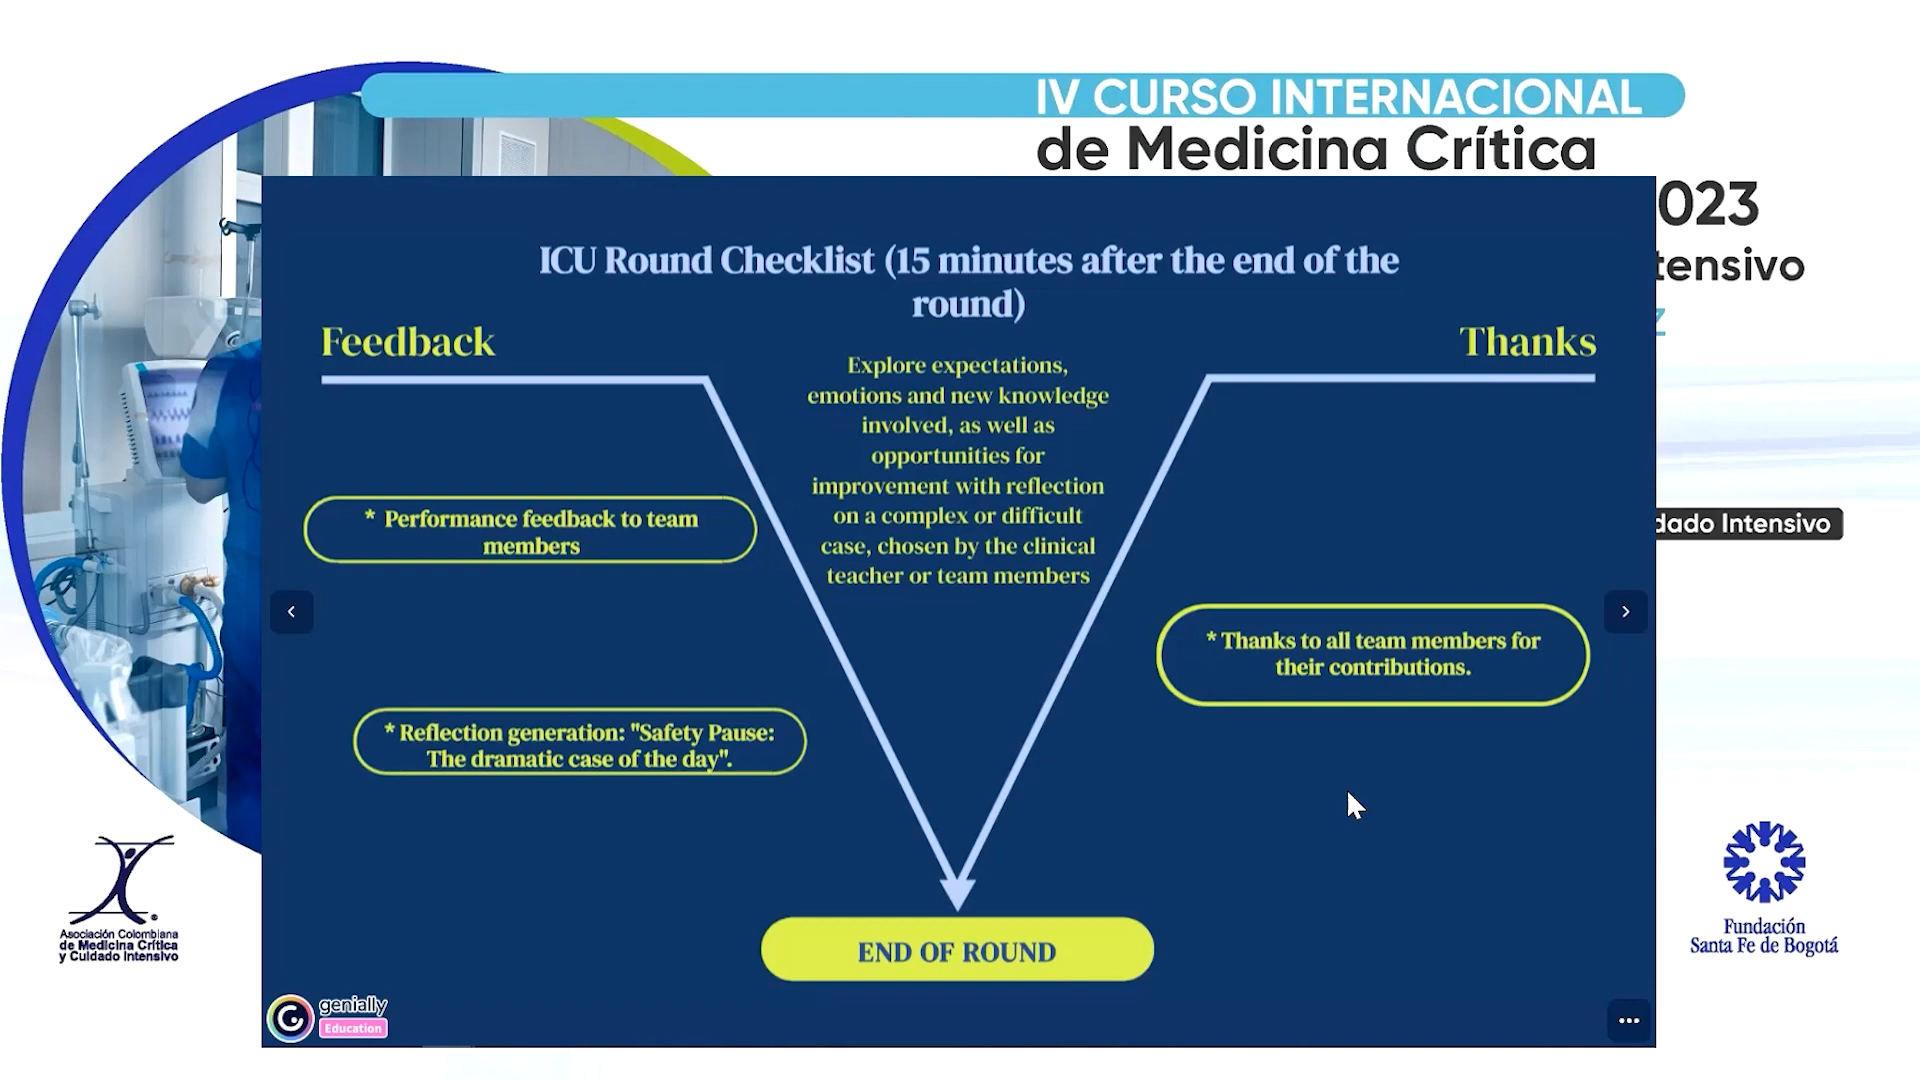 IV CURSO INTERNACIONAL
de Medicina Crítica
023
tensivo
dado Intensivo
ICU Round Checklist (15 minutes after the end of the
round)
Feedback
Thanks
Explore expectations,
emotions and new knowledge
involved, as well as
opportunities for
improvement with reflection
on a complex or difficult
case, chosen by the clinical
teacher or team members
* Performance feedback to team
members
* Reflection generation: "Safety Pause:
The dramatic case of the day".
* Thanks to all team members for
their contributions.
END OF ROUND
genially
Education
Asociación Colombiana
de Medicina Crítica
y Cuidado Intensivo
Fundación
Santa Fe de Bogotá